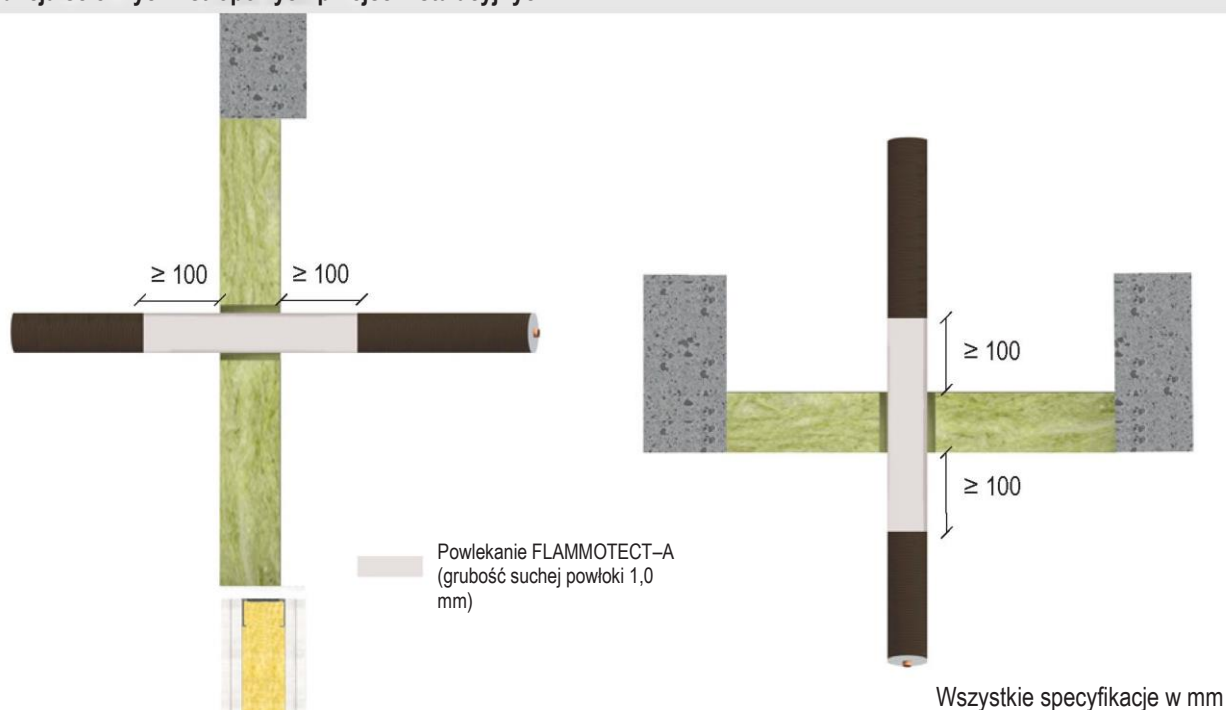 ≥ 100
≥ 100
≥ 100
≥ 100
Powlekanie FLAMMOTECT–A
(grubość suchej powłoki 1,0
mm)
Wszystkie specyfikacje w mm